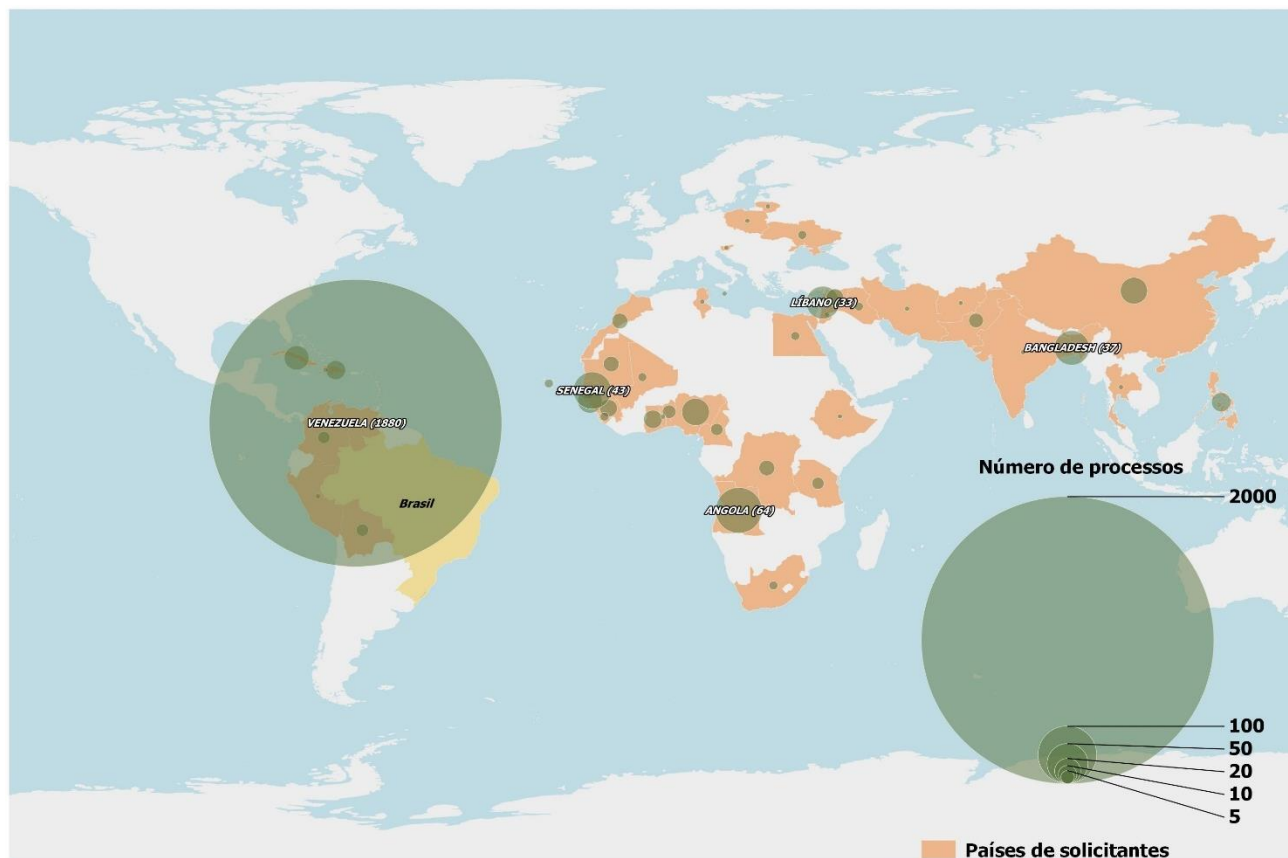 LÍBANO (33)
BANGLADESH (37)
SENEGAL (43)
VENEZUELA (1880)
Brasil
ANGOLA (64)
Número de processos
2000
100
50
20
10
5
Países de solicitantes